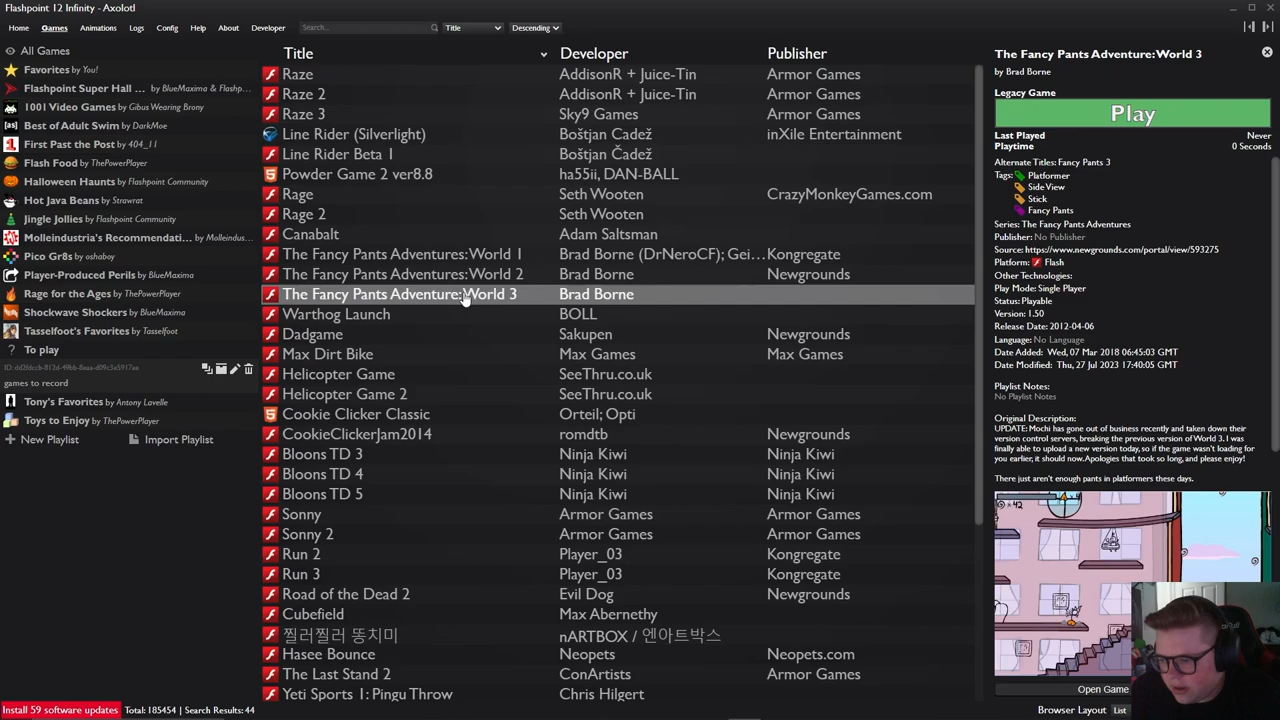 Flashpoint 12 Infinity - Axolotl
Home Games Animations Logs Config Help About Developer Search... Title Descending
All Games
Favorites by You!
Flashpoint Super Hall ... by BlueMaxima & Flashp...
1001 Video Games by Gibus Wearing Brony
Best of Adult Swim by DarkMoe
First Past the Post by 404_11
Flash Food by ThePowerPlayer
Halloween Haunts by Flashpoint Community
Hot Java Beans by Strawrat
Jingle Jollies by Flashpoint Community
Molleindustria's Recommendati... by Molleindus...
Pico Gr8s by oshaboy
Player-Produced Perils by BlueMaxima
Rage for the Ages by ThePowerPlayer
Shockwave Shockers by BlueMaxima
Tasselfoot's Favorites by Tasselfoot
? To play
games to record
Tony's Favorites by Antony Lavelle
Toys to Enjoy by ThePowerPlayer
+ New Playlist Import Playlist
Title Developer Publisher
Raze AddisonR + Juice-Tin Armor Games
Raze 2 AddisonR + Juice-Tin Armor Games
Raze 3 Sky9 Games Armor Games
Line Rider (Silverlight) Boštjan Čadež inXile Entertainment
Line Rider Beta 1 Boštjan Čadež
Powder Game 2 ver8.8 ha55ii, DAN-BALL
Rage Seth Wooten CrazyMonkeyGames.com
Rage 2 Seth Wooten
Canabalt Adam Saltsman
The Fancy Pants Adventures: World 1 Brad Borne (DrNeroCF); Gei... Kongregate
The Fancy Pants Adventures: World 2 Brad Borne Newgrounds
The Fancy Pants Adventure: World 3 Brad Borne
Warthog Launch BOLL
Dadgame Sakupen Newgrounds
Max Dirt Bike Max Games Max Games
Helicopter Game SeeThru.co.uk
Helicopter Game 2 SeeThru.co.uk
Cookie Clicker Classic Orteil; Opti
CookieClickerJam2014 romdtb Newgrounds
Bloons TD 3 Ninja Kiwi Ninja Kiwi
Bloons TD 4 Ninja Kiwi Ninja Kiwi
Bloons TD 5 Ninja Kiwi Ninja Kiwi
Sonny Armor Games Armor Games
Sonny 2 Armor Games Armor Games
Run 2 Player_03 Kongregate
Run 3 Player_03 Kongregate
Road of the Dead 2 Evil Dog Newgrounds
Cubefield Max Abernethy
찔러찔러 똥치미 nARTBOX / 엔아트박스
Hasee Bounce Neopets Neopets.com
The Last Stand 2 ConArtists Armor Games
Yeti Sports 1: Pingu Throw Chris Hilgert
The Fancy Pants Adventure: World 3
by Brad Borne
Legacy Game
Play
Last Played Never
Playtime 0 Seconds
Alternate Titles: Fancy Pants 3
Tags: Platformer
Side View
Stick
Fancy Pants
Series: The Fancy Pants Adventures
Publisher: No Publisher
Source: https://www.newgrounds.com/portal/view/593275
Platform: Flash
Other Technologies:
Play Mode: Single Player
Status: Playable
Version: 1.50
Release Date: 2012-04-06
Language: No Language
Date Added: Wed, 07 Mar 2018 06:45:03 GMT
Date Modified: Thu, 27 Jul 2023 17:40:05 GMT
Playlist Notes:
No Playlist Notes
Original Description:
UPDATE: Mochi has gone out of business recently and taken down their
version control servers, breaking the previous version of World 3. I was
finally able to upload a new version today, so if the game wasn't loading for
you earlier, it should now. Apologies that took so long, and please enjoy!
There just aren't enough pants in platformers these days.
× 42
Open Game
Install 59 software updates Total: 185454 | Search Results: 44 Browser Layout List